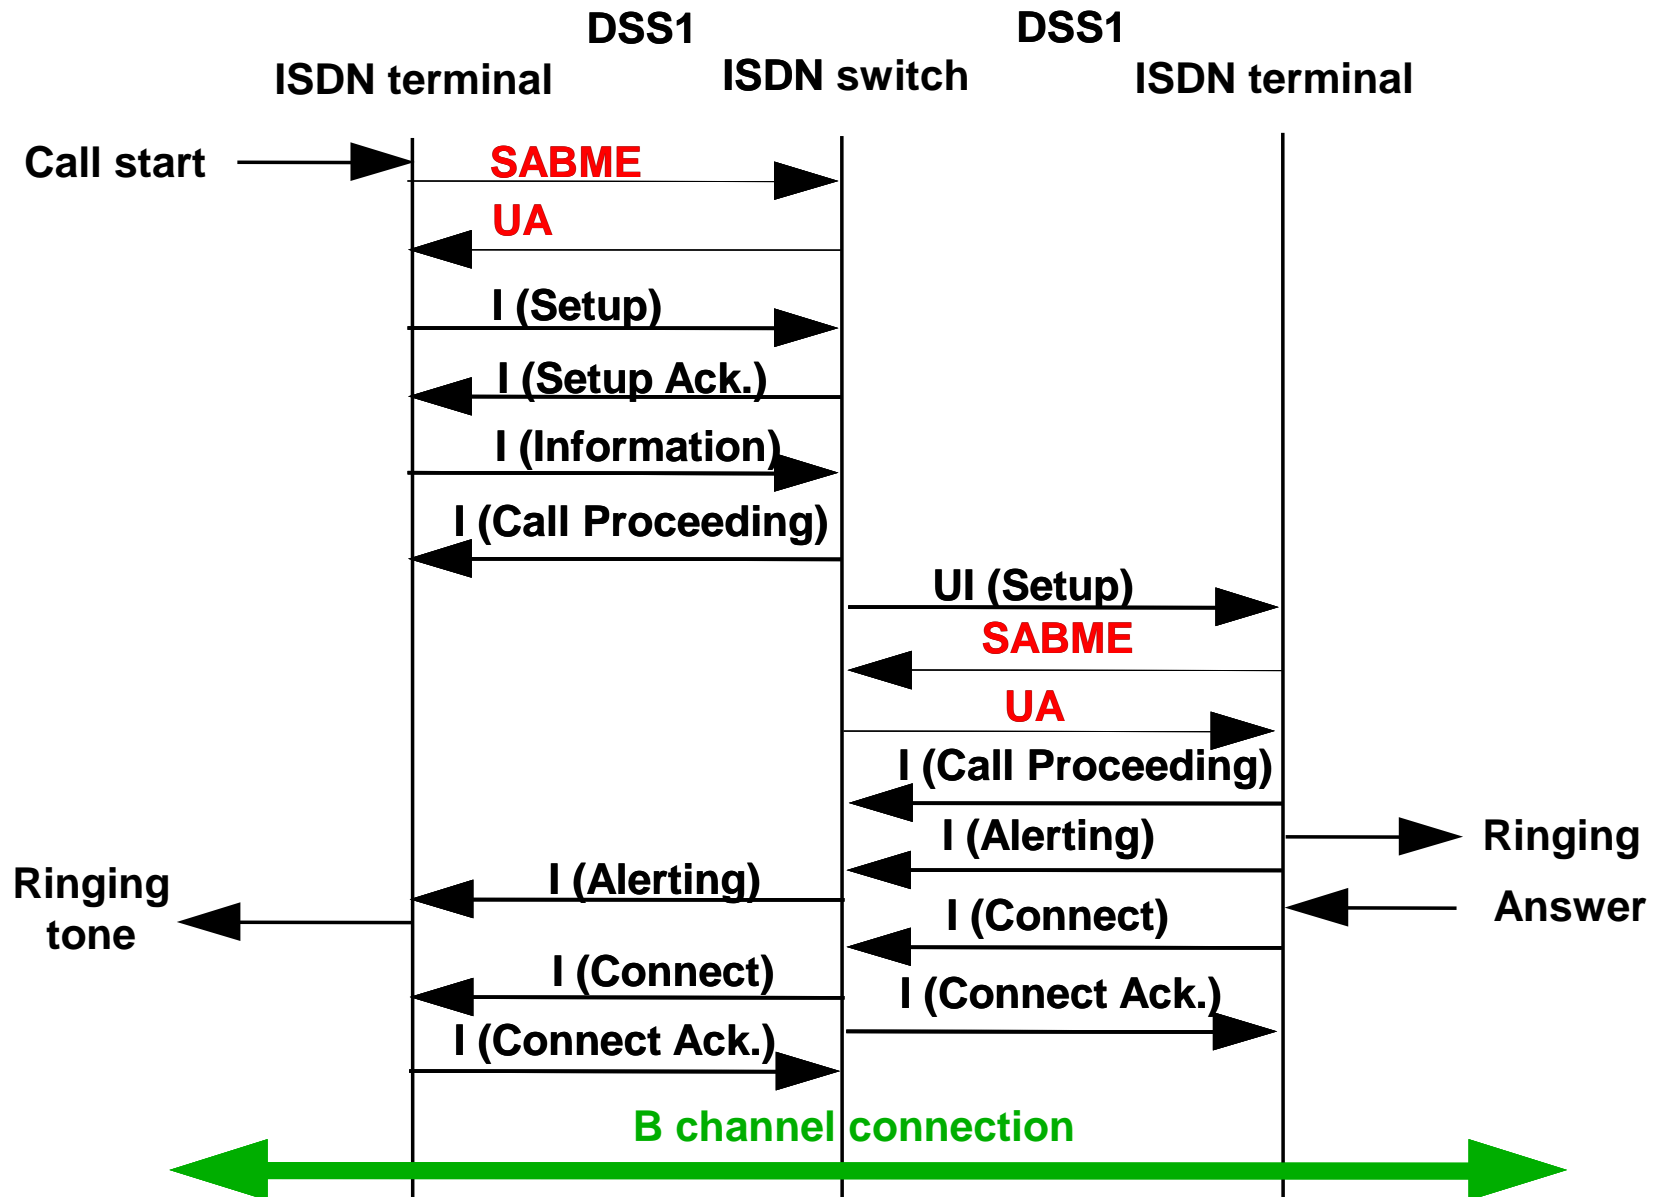 DSS1 DSS1
ISDN terminal ISDN switch ISDN terminal
Call start
SABME
UA
I (Setup)
I (Setup Ack.)
I (Information)
I (Call Proceeding)
UI (Setup)
SABME
UA
I (Call Proceeding)
I (Alerting) Ringing
Ringing
tone
I (Alerting)
I (Connect) Answer
I (Connect)
I (Connect Ack.)
I (Connect Ack.)
B channel connection